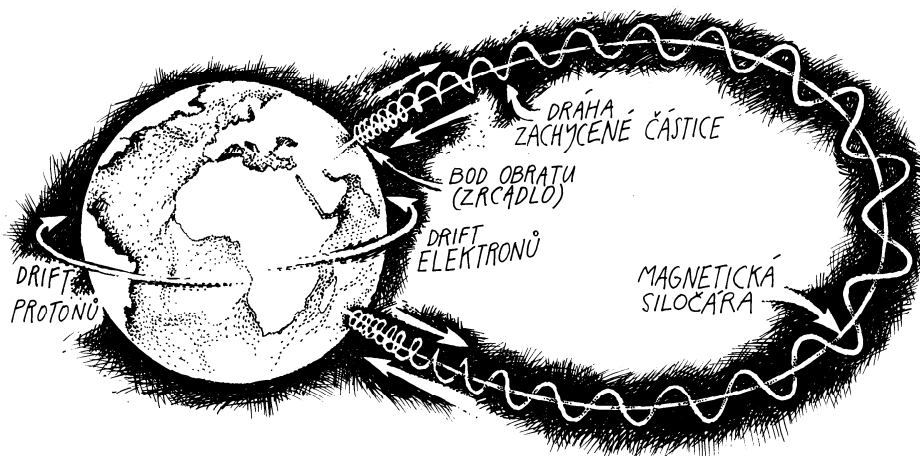 DRÁHA
ZACHYCENÉ ČÁSTICE
BOD OBRATU
(ZRCADLO)
DRIFT
ELEKTRONŮ
DRIFT
PROTONŮ
MAGNETICKÁ
SILOČÁRA